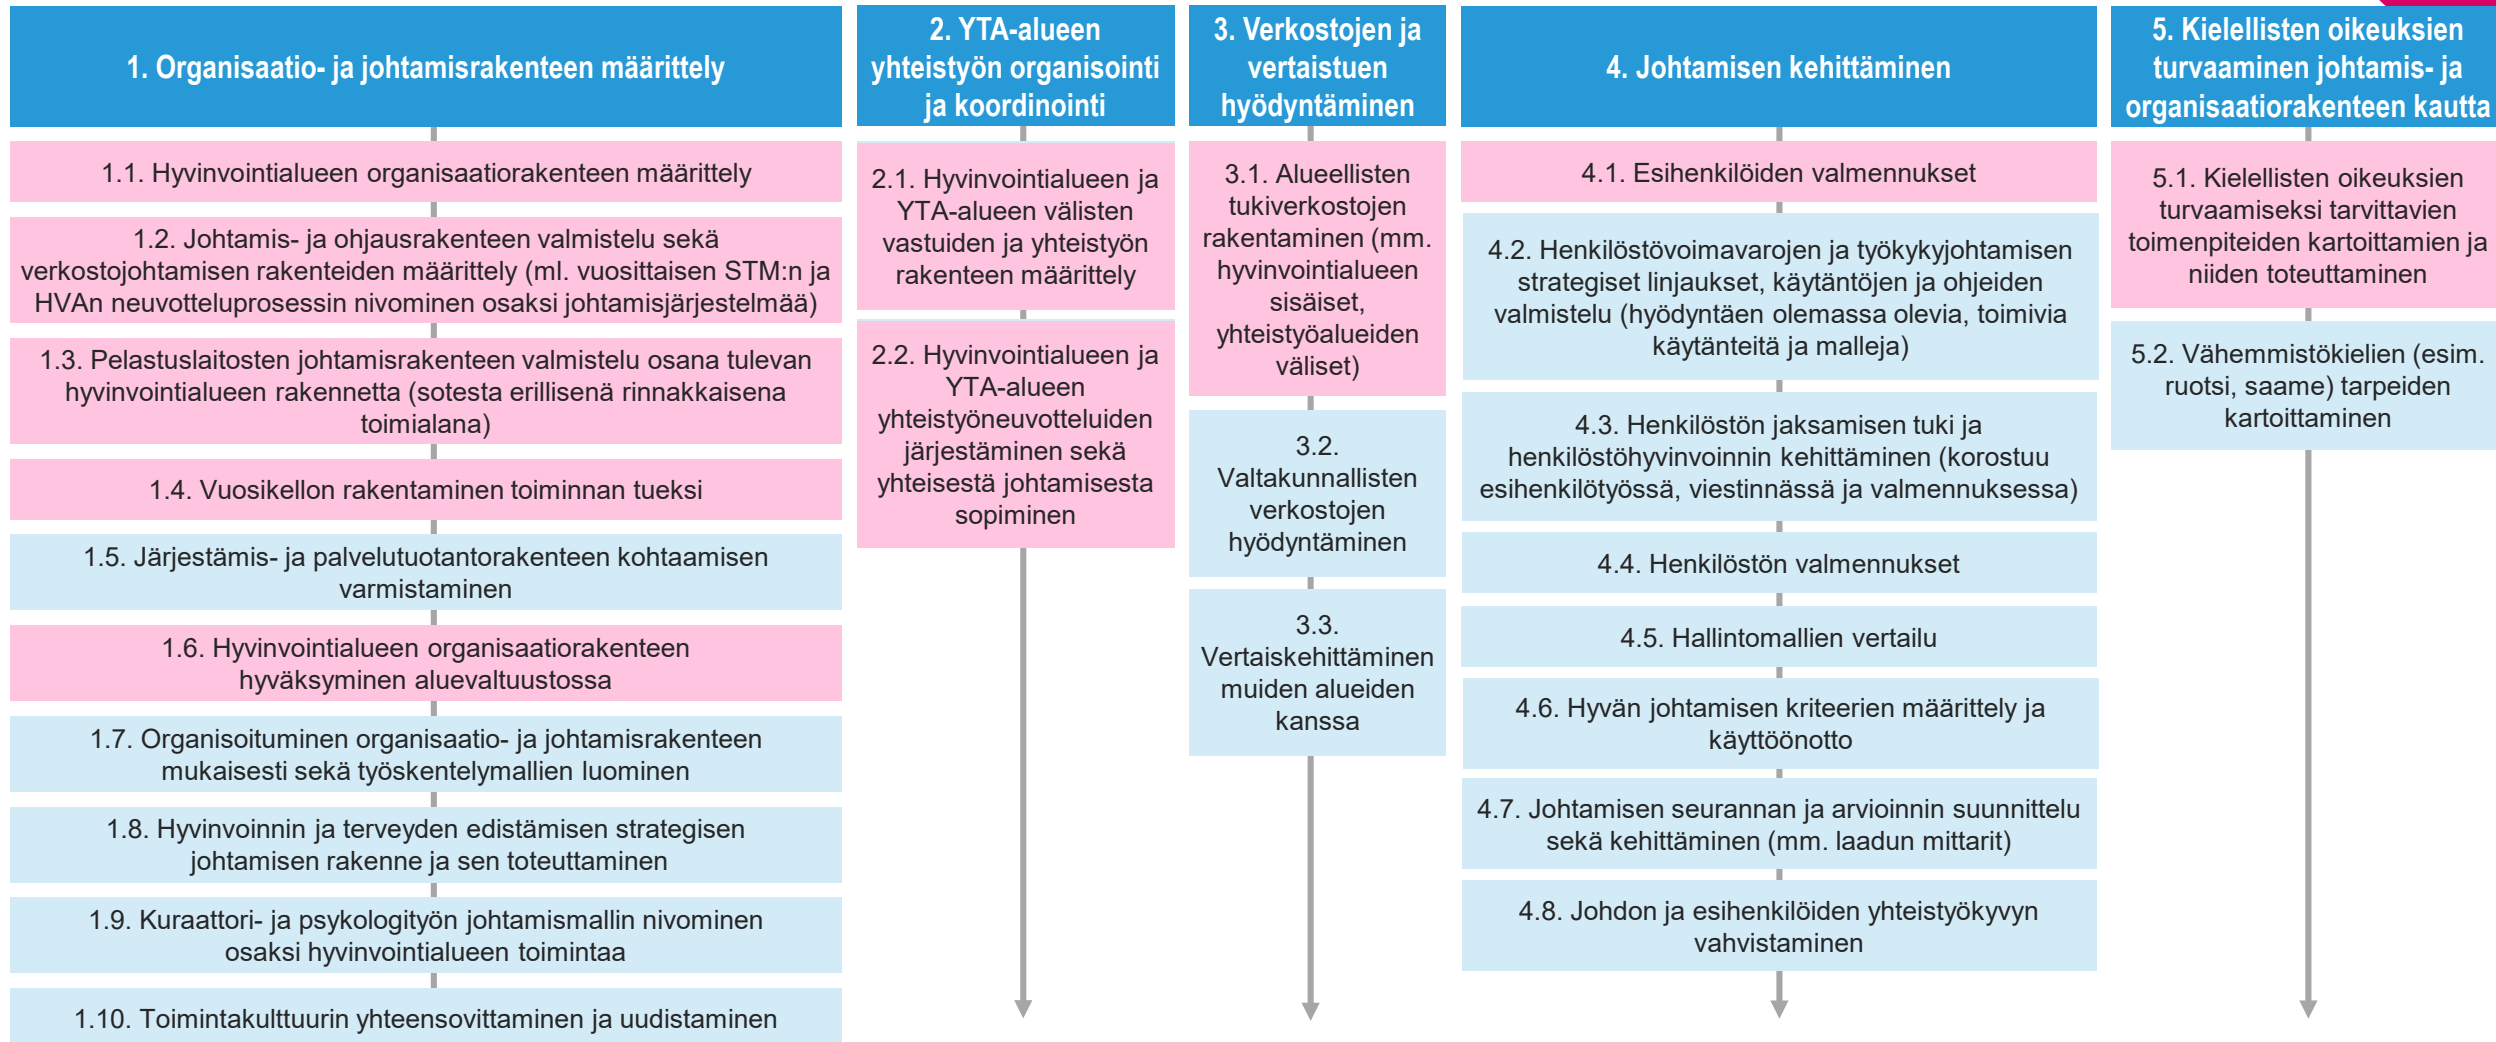 1. Organisaatio- ja johtamisrakenteen määrittely
1.1. Hyvinvointialueen organisaatiorakenteen määrittely
1.2. Johtamis- ja ohjausrakenteen valmistelu sekä
verkostojohtamisen rakenteiden määrittely (ml. vuosittaisen STM:n ja
HVAn neuvotteluprosessin nivominen osaksi johtamisjärjestelmää)
1.3. Pelastuslaitosten johtamisrakenteen valmistelu osana tulevan
hyvinvointialueen rakennetta (sotesta erillisenä rinnakkaisena
toimialana)
1.4. Vuosikellon rakentaminen toiminnan tueksi
1.5. Järjestämis- ja palvelutuotantorakenteen kohtaamisen
varmistaminen
1.6. Hyvinvointialueen organisaatiorakenteen
hyväksyminen aluevaltuustossa
1.7. Organisoituminen organisaatio- ja johtamisrakenteen
mukaisesti sekä työskentelymallien luominen
1.8. Hyvinvoinnin ja terveyden edistämisen strategisen
johtamisen rakenne ja sen toteuttaminen
1.9. Kuraattori- ja psykologityön johtamismallin nivominen
osaksi hyvinvointialueen toimintaa
1.10. Toimintakulttuurin yhteensovittaminen ja uudistaminen
2. YTA-alueen
yhteistyön organisointi
ja koordinointi
2.1. Hyvinvointialueen ja
YTA-alueen välisten
vastuiden ja yhteistyön
rakenteen määrittely
2.2. Hyvinvointialueen ja
YTA-alueen
yhteistyöneuvotteluiden
järjestäminen sekä
yhteisestä johtamisesta
sopiminen
3. Verkostojen ja
vertaistuen
hyödyntäminen
3.1. Alueellisten
tukiverkostojen
rakentaminen (mm.
hyvinvointialueen
sisäiset,
yhteistyöalueiden
väliset)
3.2.
Valtakunnallisten
verkostojen
hyödyntäminen
3.3.
Vertaiskehittäminen
muiden alueiden
kanssa
4. Johtamisen kehittäminen
4.1. Esihenkilöiden valmennukset
4.2. Henkilöstövoimavarojen ja työkykyjohtamisen
strategiset linjaukset, käytäntöjen ja ohjeiden
valmistelu (hyödyntäen olemassa olevia, toimivia
käytänteitä ja malleja)
4.3. Henkilöstön jaksamisen tuki ja
henkilöstöhyvinvoinnin kehittäminen (korostuu
esihenkilötyössä, viestinnässä ja valmennuksessa)
4.4. Henkilöstön valmennukset
4.5. Hallintomallien vertailu
4.6. Hyvän johtamisen kriteerien määrittely ja
käyttöönotto
4.7. Johtamisen seurannan ja arvioinnin suunnittelu
sekä kehittäminen (mm. laadun mittarit)
4.8. Johdon ja esihenkilöiden yhteistyökyvyn
vahvistaminen
5. Kielellisten oikeuksien
turvaaminen johtamis- ja
organisaatiorakenteen kautta
5.1. Kielellisten oikeuksien
turvaamiseksi tarvittavien
toimenpiteiden kartoittamien ja
niiden toteuttaminen
5.2. Vähemmistökielien (esim.
ruotsi, saame) tarpeiden
kartoittaminen